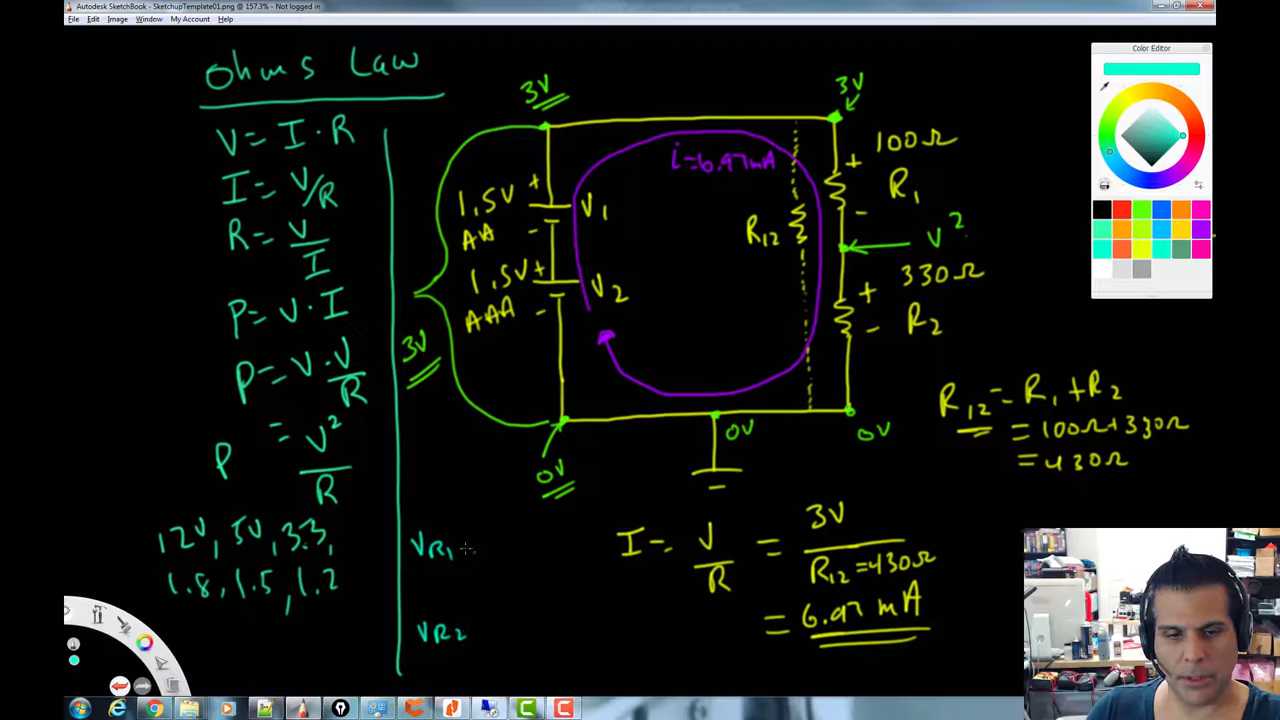 Autodesk SketchBook - SketchupTemplate01.png @ 157.3% - Not logged in
File Edit Image Window My Account Help
Color Editor
Ohms Law
V = I · R
I = V/R
R = V/I
P = V · I
P = V · V/R
P = V²/R
12V, 5V, 3.3,
1.8, 1.5, 1.2
3V
3V
i=6.97mA
100Ω
R1
1.5V +
AA -
V1
R12
V?
1.5V +
AAA -
V2
330Ω
R2
+
-
+
-
3V
0V
0V
0V
R12 = R1 + R2
= 100Ω + 330Ω
= 430Ω
VR1 =
VR2
I = V/R = 3V/R12=430Ω
= 6.97 mA